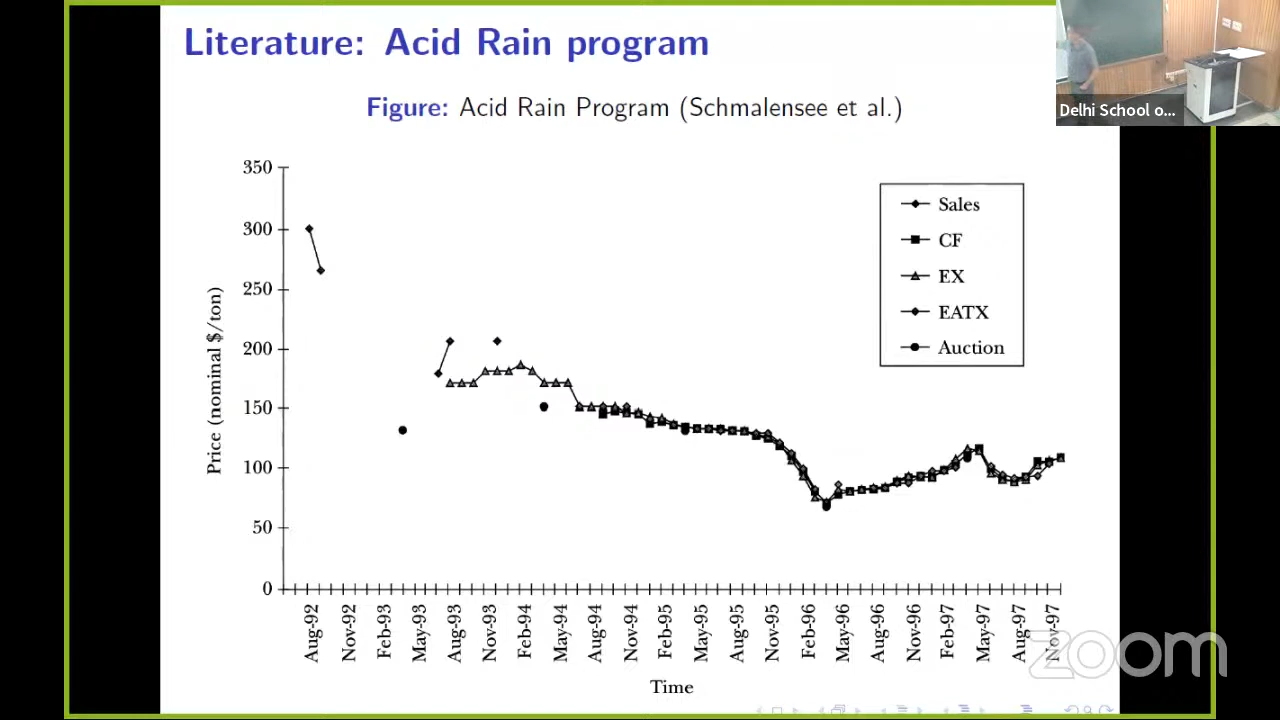 Literature: Acid Rain program
Delhi School o...
Figure: Acid Rain Program (Schmalensee et al.)
350
300
250
200
150
100
50
0
Price (nominal $/ton)
Sales
CF
EX
EATX
Auction
Aug-92
Nov-92
Feb-93
May-93
Aug-93
Nov-93
Feb-94
May-94
Aug-94
Nov-94
Feb-95
May-95
Aug-95
Nov-95
Feb-96
May-96
Aug-96
Nov-96
Feb-97
May-97
Aug-97
Nov-97
Time
zoom